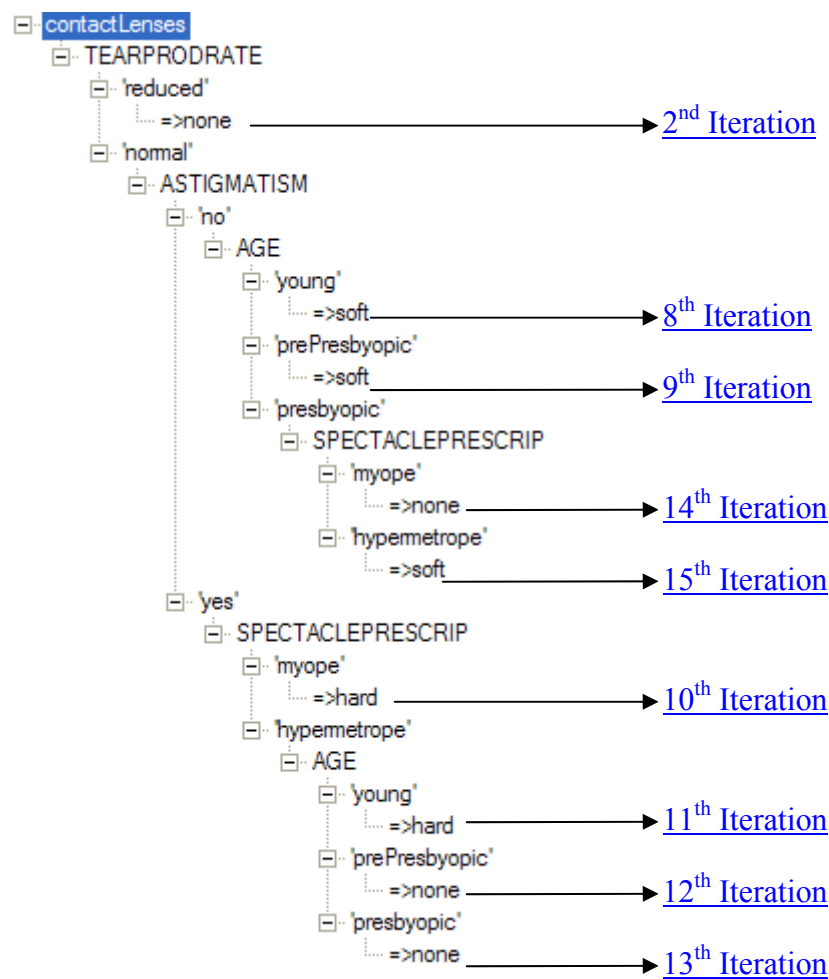 contactLenses
TEARPRODRATE
'reduced'
=>none 2nd Iteration
'normal'
ASTIGMATISM
'no'
AGE
'young'
=>soft 8th Iteration
'prePresbyopic'
=>soft 9th Iteration
'presbyopic'
SPECTACLEPRESCRIP
'myope'
=>none 14th Iteration
'hypermetrope'
=>soft 15th Iteration
'yes'
SPECTACLEPRESCRIP
'myope'
=>hard 10th Iteration
'hypermetrope'
AGE
'young'
=>hard 11th Iteration
'prePresbyopic'
=>none 12th Iteration
'presbyopic'
=>none 13th Iteration